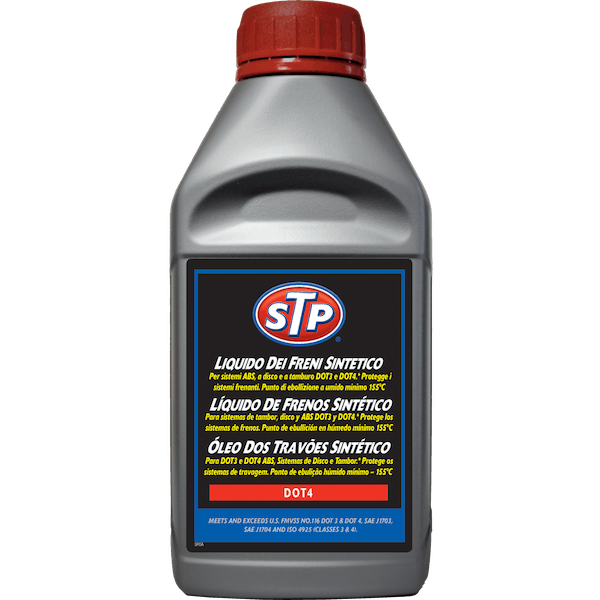 STP
LIQUIDO DEI FRENI SINTETICO
Per sistemi ABS, a disco e a tamburo DOT3 e DOT4.* Protegge i
sistemi frenanti. Punto di ebollizione a umido minimo 155°C
LÍQUIDO DE FRENOS SINTÉTICO
Para sistemas de tambor, disco y ABS DOT3 y DOT4.* Protege los
sistemas de frenos. Punto de ebullición en húmedo mínimo 155°C
ÓLEO DOS TRAVÕES SINTÉTICO
Para DOT3 e DOT4 ABS, Sistemas de Disco e Tambor.* Protege os
sistemas de travagem. Ponto de ebulição húmido mínimo – 155°C
DOT4
MEETS AND EXCEEDS U.S. FMVSS NO.116 DOT 3 & DOT 4, SAE J1703,
SAE J1704 AND ISO 4925 (CLASSES 3 & 4).